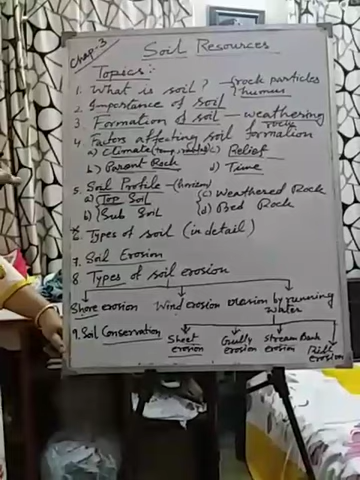 Chap. 3
Soil Resources
Topics:
1. What is soil? — rock particles
humus
2. Importance of soil
3. Formation of soil — weathering
rocky
4. Factors affecting soil formation
a) Climate (temp, rainfall) c) Relief
b) Parent Rock d) Time
5. Soil Profile — (horizon)
a) Top Soil (c) Weathered Rock
b) Sub Soil (d) Bed Rock
* 6. Types of soil (in detail)
7. Soil Erosion
8. Types of soil erosion
Shore erosion Wind erosion Erosion by running
water
9. Soil Conservation
Sheet erosion Gully erosion Stream Bank erosion Rill erosion